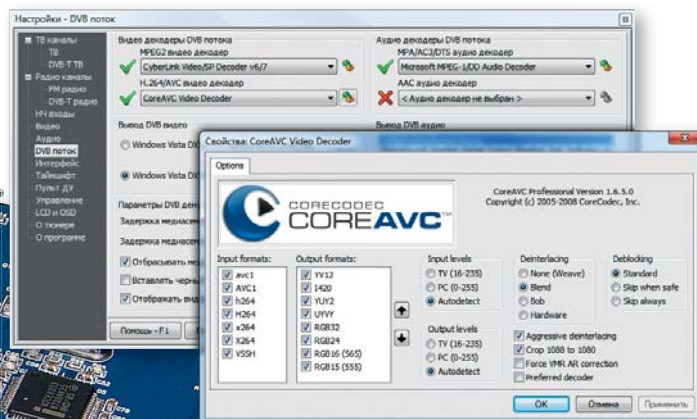 Настройки - DVB поток
ТВ каналы
ТВ
DVB-T ТВ
Радио каналы
FM радио
DVB-T радио
НЧ входы
Видео
Аудио
DVB поток
Интерфейс
Таймшифт
Пульт ДУ
Управление
LCD и OSD
О тюнере
О программе
Видео декодеры DVB потока
MPEG2 видео декодер
CyberLink Video/SP Decoder v6/7
H.264/AVC видео декодер
CoreAVC Video Decoder
Вывод DVB видео
Windows Vista
Windows Vista
Параметры DVB
Задержка
Задержка
Отбрасывать
Вставлять
Отображать
Помощь - F1
Аудио декодеры DVB потока
MPA/AC3/DTS аудио декодер
Microsoft MPEG-1/DD Audio Decoder
AAC аудио декодер
< Аудио декодер не выбран >
Вывод DVB аудио
Свойства: CoreAVC Video Decoder
Options
CORECODEC
COREAVC™
CoreAVC Professional Version 1.6.5.0
Copyright (c) 2005-2008 CoreCodec, Inc.
Input formats:
avc1
AVC1
h264
H264
x264
X264
VSSH
Output formats:
YV12
I420
YUY2
UYVY
RGB32
RGB24
RGB16 (565)
RGB15 (555)
Input levels
TV (16-235)
PC (0-255)
Autodetect
Output levels
TV (16-235)
PC (0-255)
Autodetect
Deinterlacing
None (Weave)
Blend
Bob
Hardware
Deblocking
Standard
Skip when safe
Skip always
Aggressive deinterlacing
Crop 1088 to 1080
Force VMR AR correction
Preferred decoder
OK
Отмена
Применить